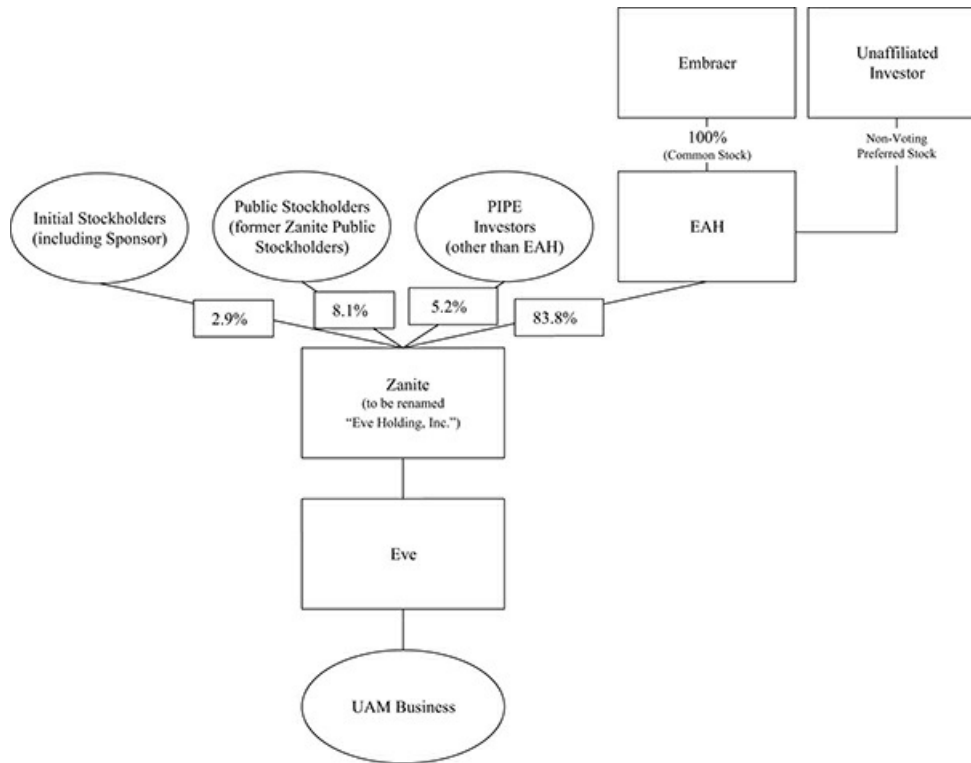 Embraer
Unaffiliated
Investor
100%
(Common Stock)
Non-Voting
Preferred Stock
Initial Stockholders
(including Sponsor)
Public Stockholders
(former Zanite Public
Stockholders)
PIPE
Investors
(other than EAH)
EAH
2.9%
8.1%
5.2%
83.8%
Zanite
(to be renamed
“Eve Holding, Inc.”)
Eve
UAM Business